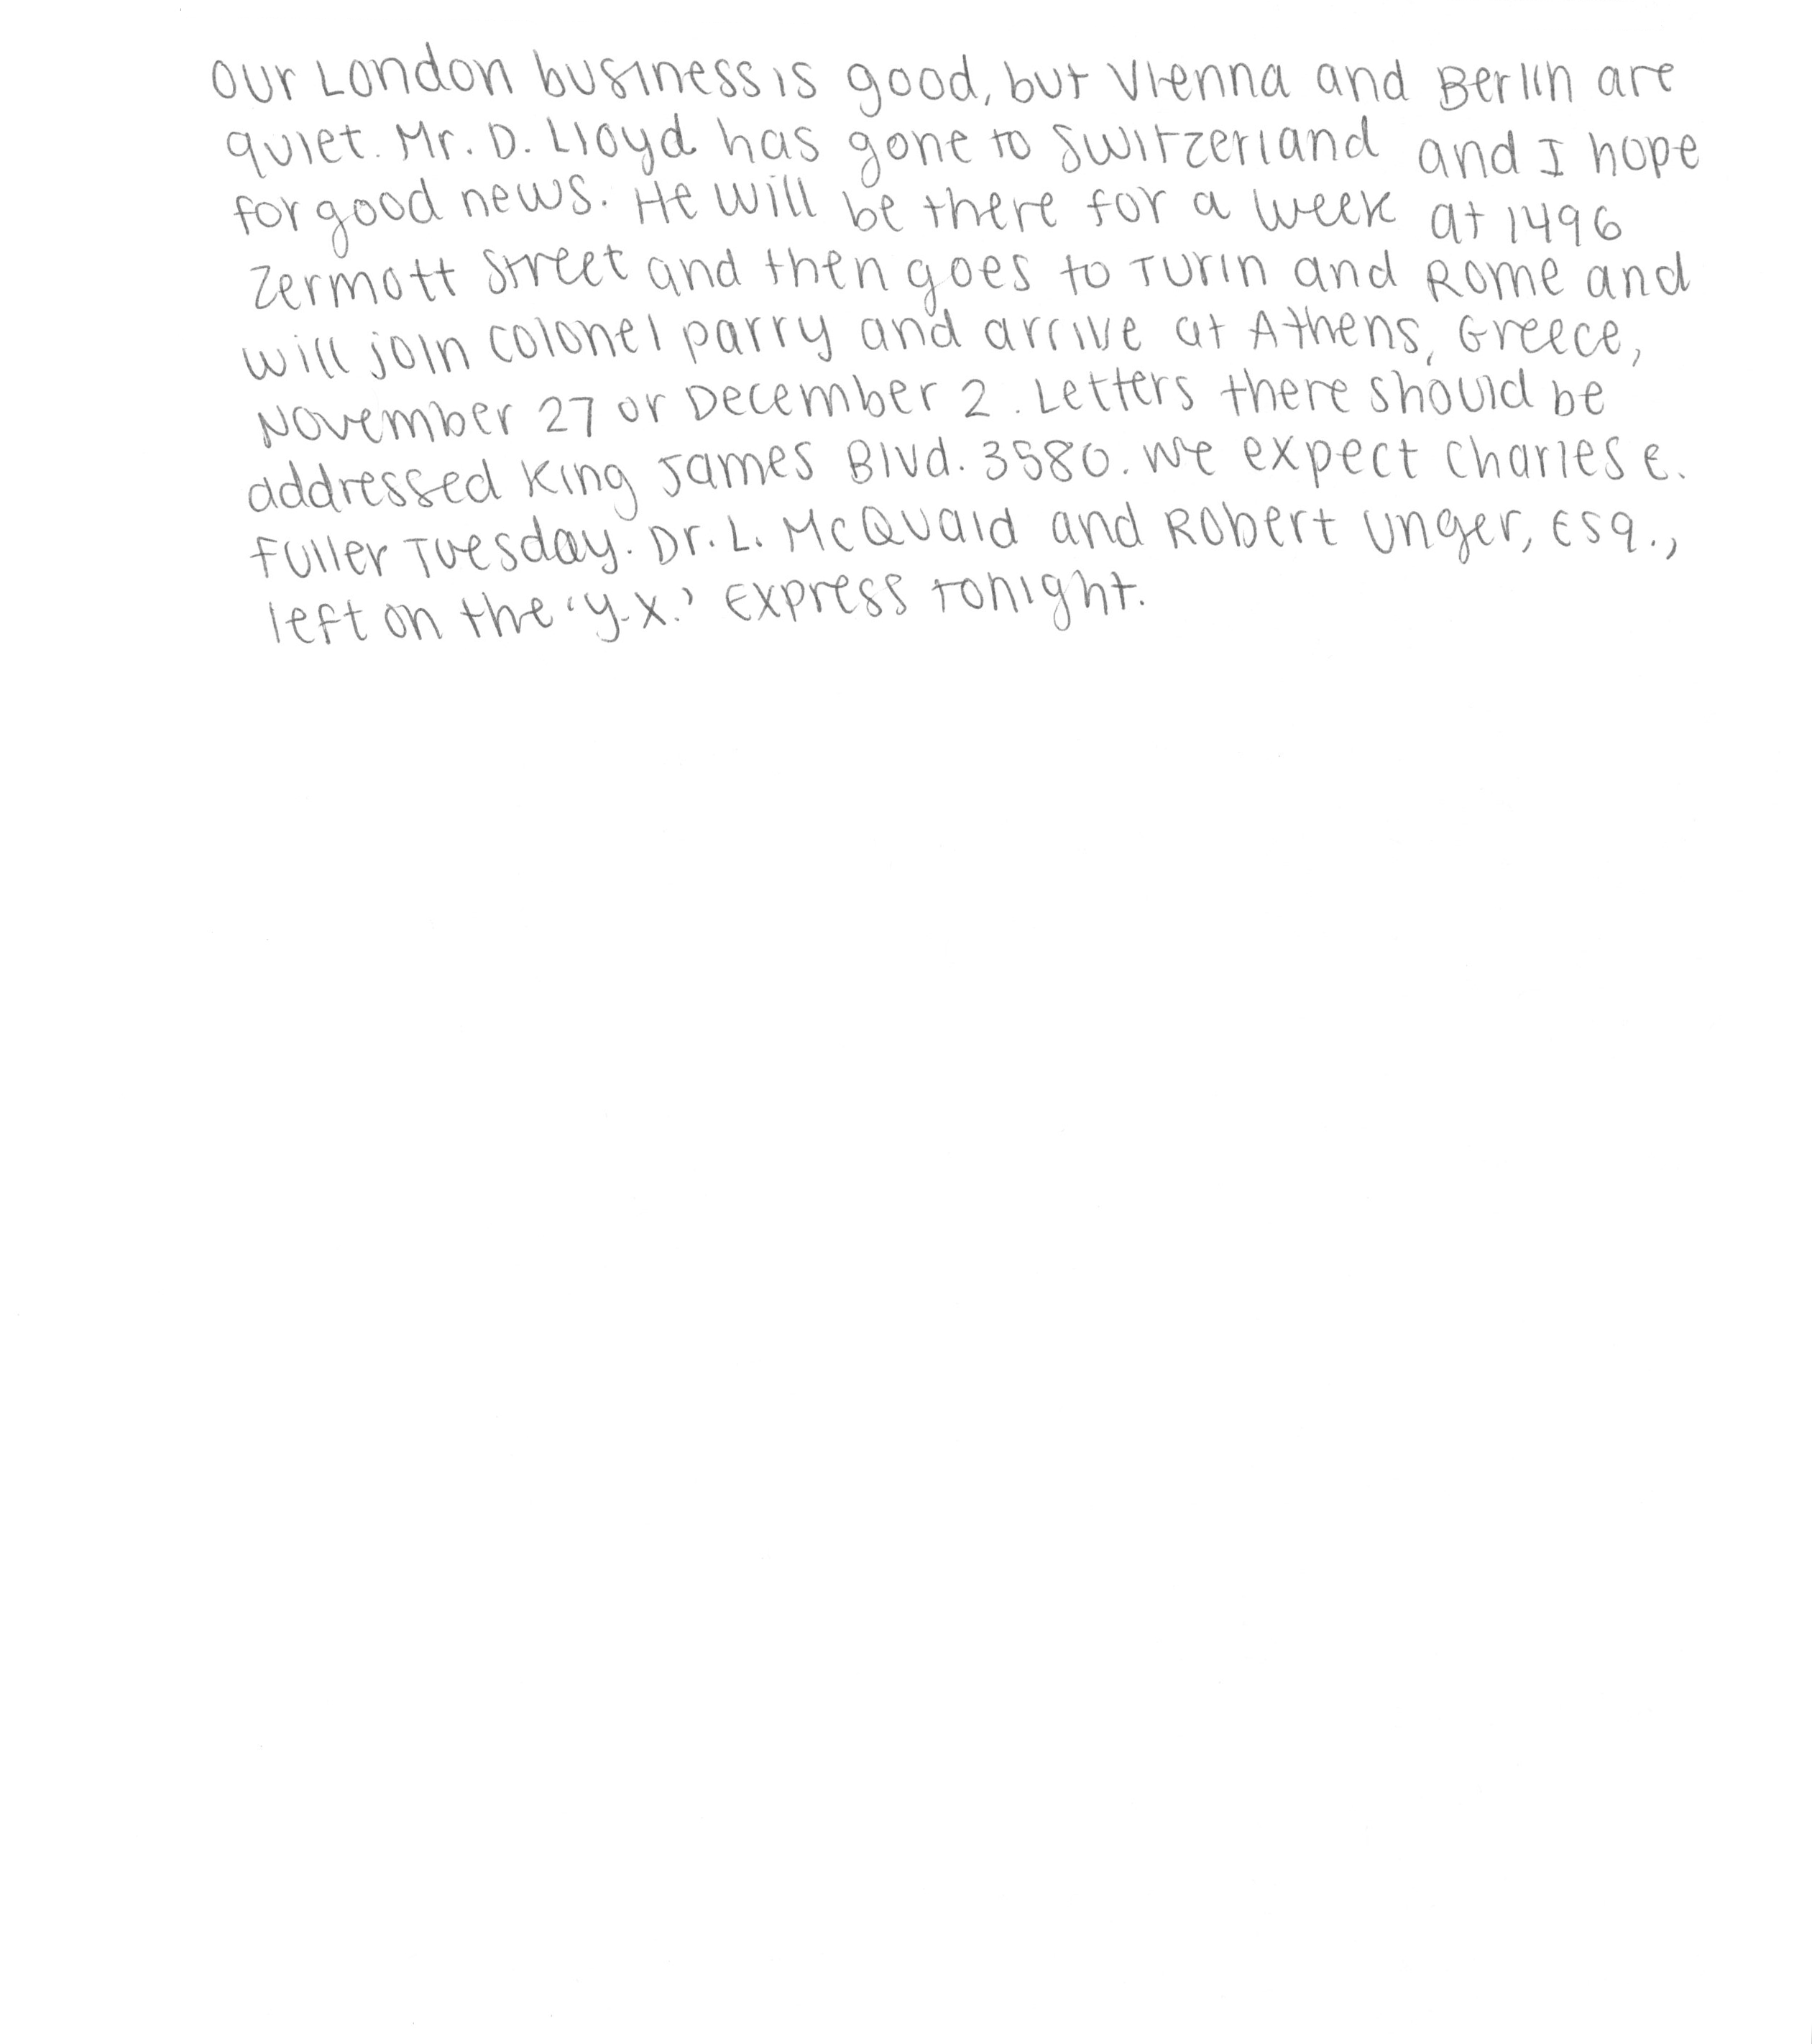 Our London business is good, but Vienna and Berlin are
quiet. Mr. D. Lloyd has gone to Switzerland and I hope
for good news. He will be there for a week at 1496
Zermott Street and then goes to Turin and Rome and
will join Colonel Parry and arrive at Athens, Greece,
November 27 or December 2. Letters there should be
addressed King James Blvd. 3580. We expect Charles E.
Fuller Tuesday. Dr. L. McQuaid and Robert Unger, Esq.,
left on the 'Y.X.' Express tonight.